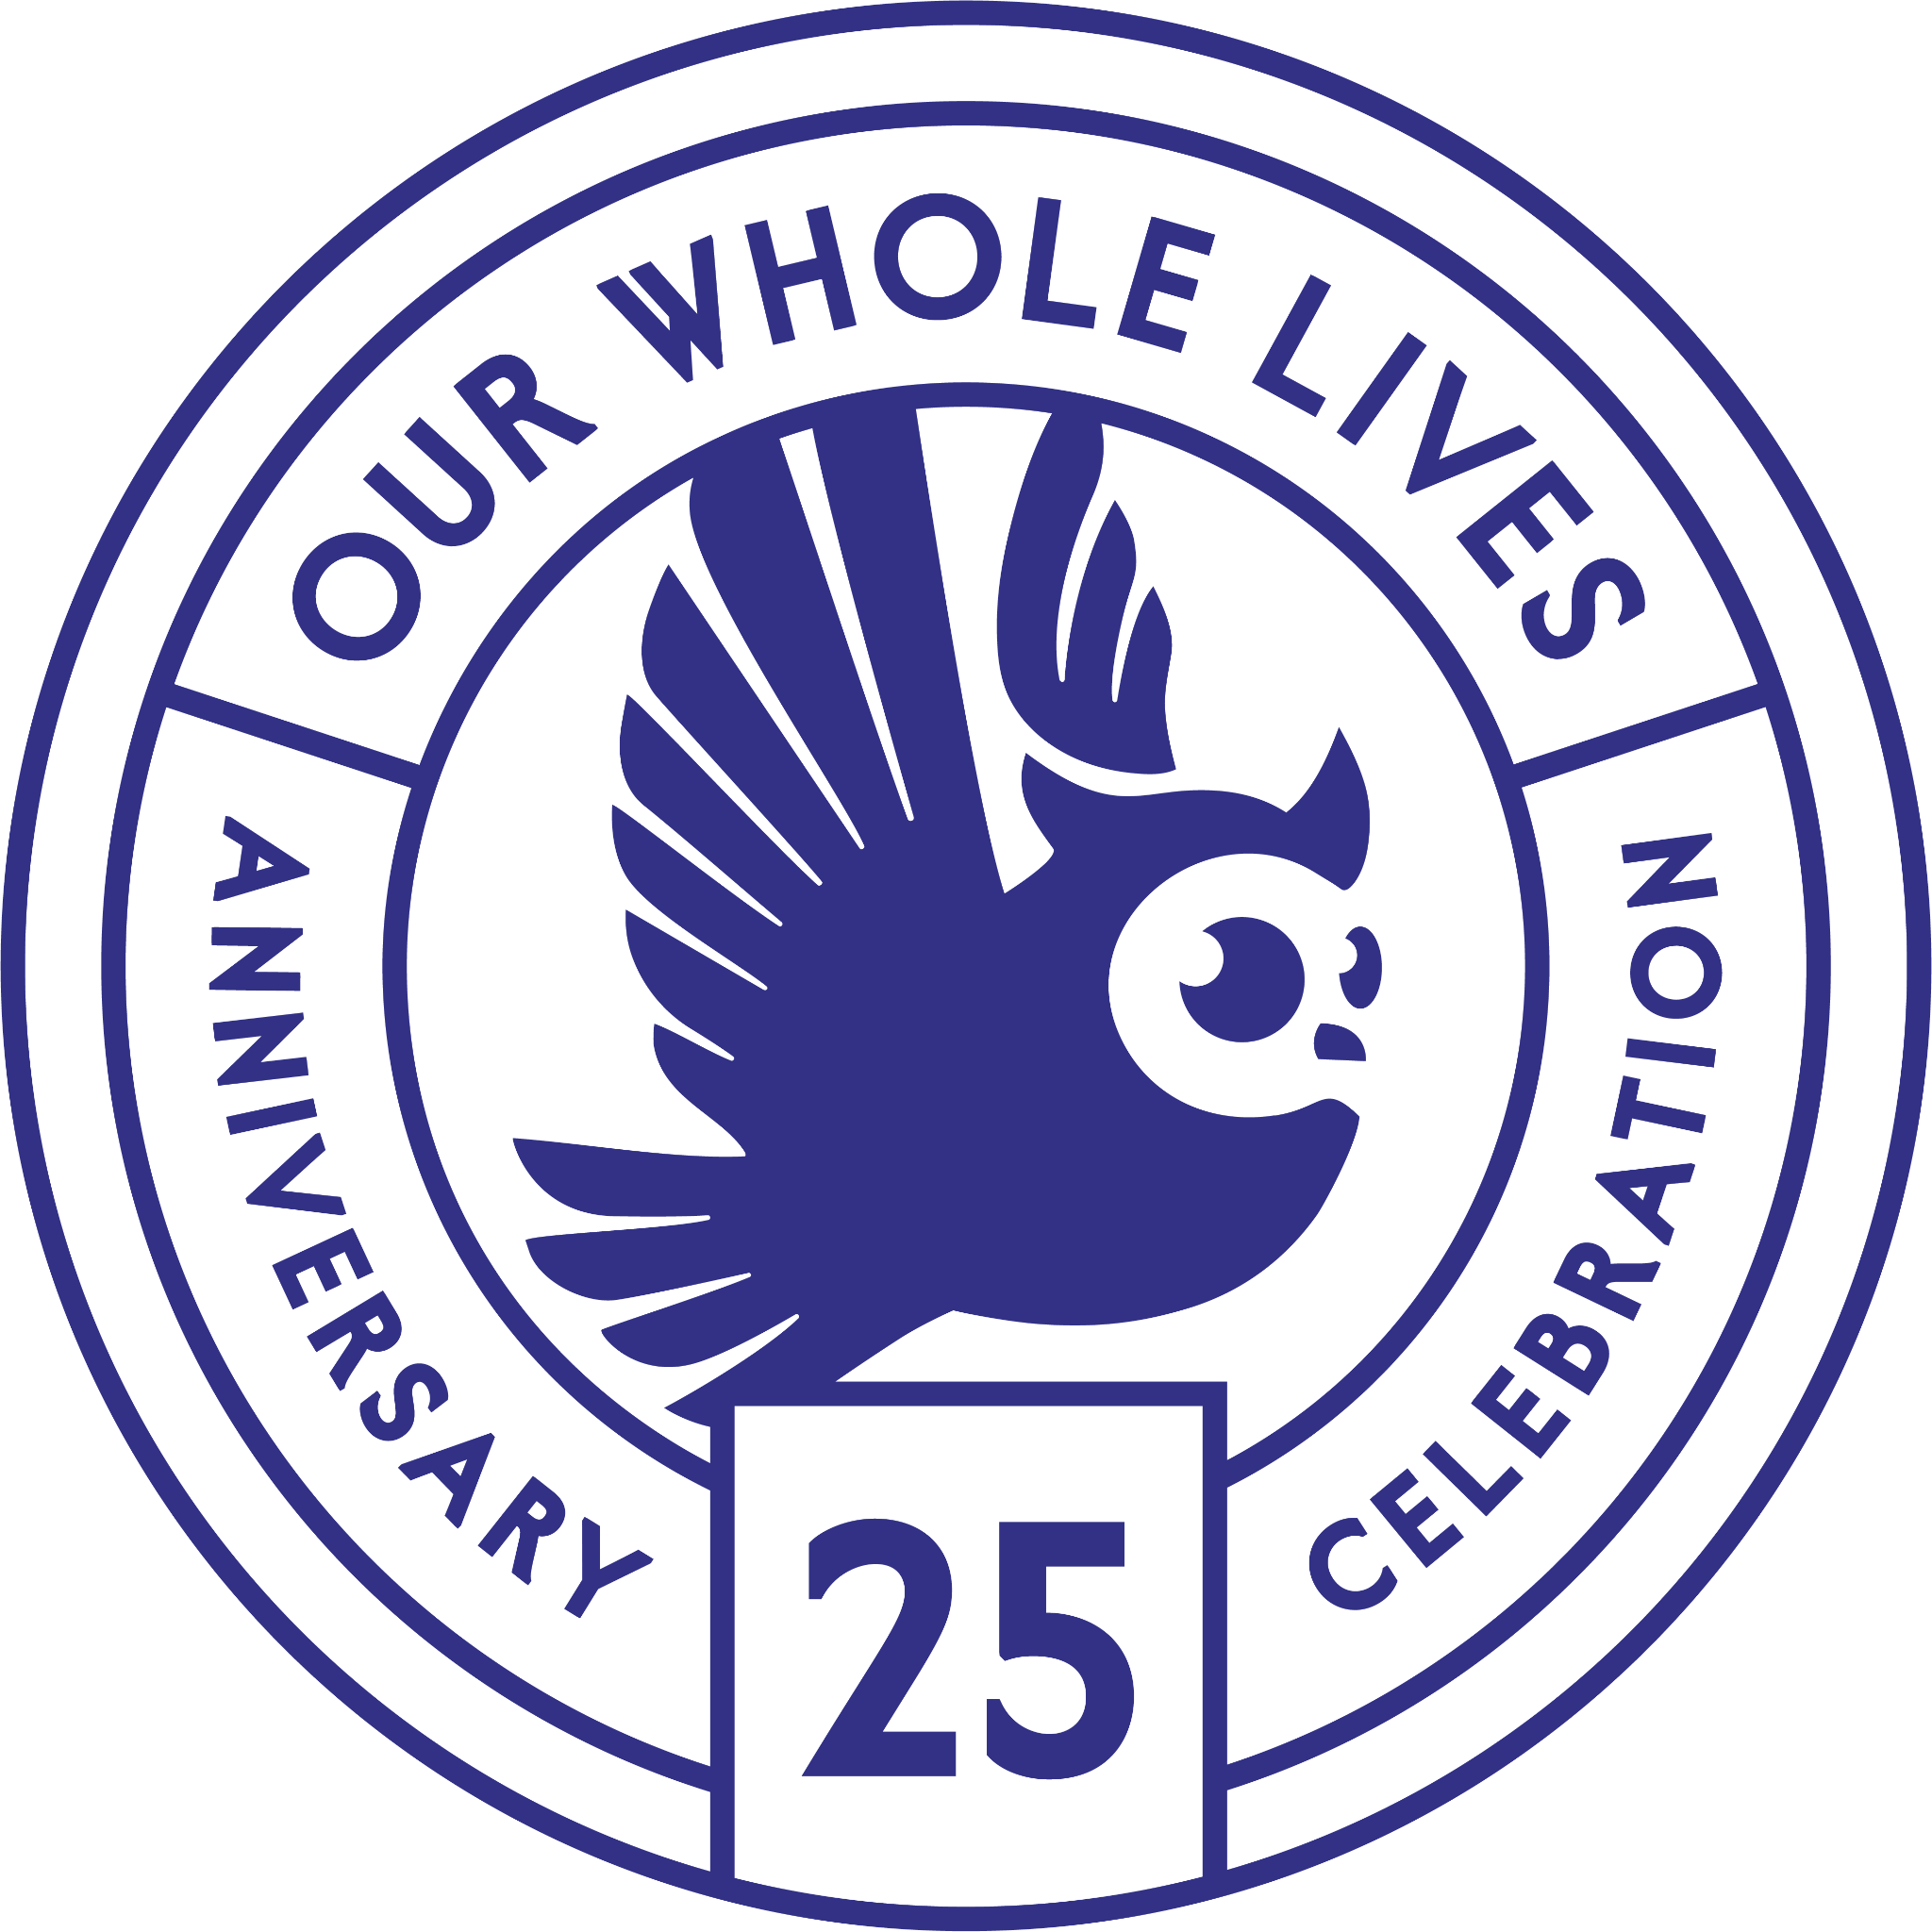 OUR WHOLE LIVES
ANNIVERSARY
25
CELEBRATION